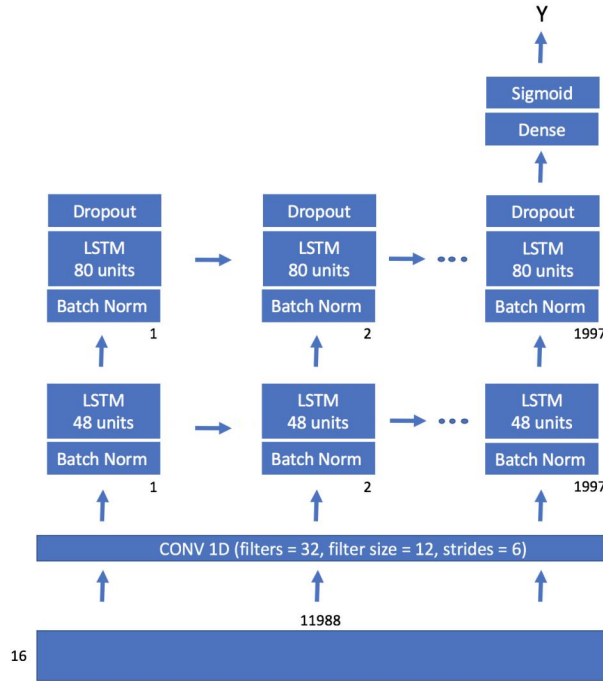 Y
Sigmoid
Dense
Dropout Dropout Dropout
LSTM LSTM LSTM
80 units 80 units 80 units
Batch Norm Batch Norm Batch Norm
1 2 1997
LSTM LSTM LSTM
48 units 48 units 48 units
Batch Norm Batch Norm Batch Norm
1 2 1997
CONV 1D (filters = 32, filter size = 12, strides = 6)
11988
16